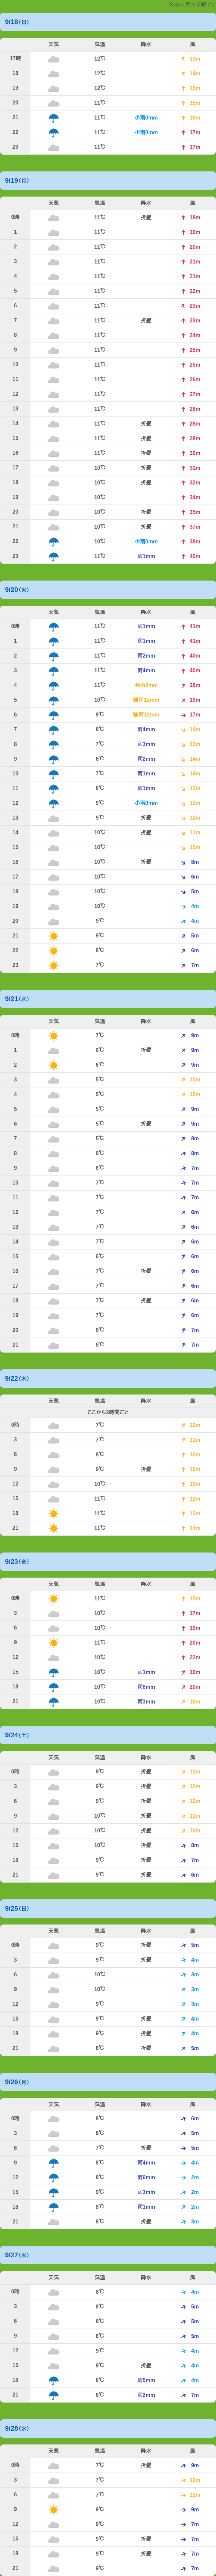 9/18(日)
天気 気温 降水 風
17時 12℃ 13m
18 12℃ 14m
19 12℃ 15m
20 11℃ 15m
21 11℃ 小雨0mm 16m
22 11℃ 小雨0mm 17m
23 11℃ 17m
9/19(月)
天気 気温 降水 風
0時 11℃ 折畳 18m
1 11℃ 19m
2 11℃ 20m
3 11℃ 21m
4 11℃ 21m
5 11℃ 22m
6 11℃ 23m
7 11℃ 折畳 23m
8 11℃ 24m
9 11℃ 25m
10 11℃ 25m
11 11℃ 26m
12 11℃ 27m
13 11℃ 28m
14 11℃ 折畳 28m
15 11℃ 折畳 28m
16 11℃ 折畳 30m
17 10℃ 折畳 31m
18 10℃ 折畳 32m
19 10℃ 34m
20 10℃ 折畳 35m
21 10℃ 折畳 37m
22 11℃ 小雨0mm 38m
23 11℃ 雨1mm 40m
9/20(火)
天気 気温 降水 風
0時 11℃ 雨1mm 41m
1 11℃ 雨1mm 41m
2 11℃ 雨2mm 40m
3 11℃ 雨4mm 40m
4 11℃ 強雨8mm 28m
5 10℃ 強雨12mm 19m
6 9℃ 強雨12mm 17m
7 8℃ 雨4mm 14m
8 7℃ 雨3mm 13m
9 6℃ 雨2mm 14m
10 7℃ 雨1mm 14m
11 8℃ 雨1mm 13m
12 9℃ 小雨0mm 13m
13 9℃ 折畳 12m
14 10℃ 折畳 11m
15 10℃ 10m
16 10℃ 折畳 8m
17 10℃ 6m
18 10℃ 5m
19 10℃ 4m
20 9℃ 4m
21 9℃ 5m
22 8℃ 6m
23 7℃ 7m
9/21(水)
天気 気温 降水 風
0時 7℃ 9m
1 6℃ 折畳 9m
2 6℃ 9m
3 5℃ 10m
4 5℃ 10m
5 5℃ 9m
6 5℃ 折畳 9m
7 5℃ 8m
8 6℃ 8m
9 6℃ 7m
10 7℃ 7m
11 7℃ 7m
12 7℃ 6m
13 7℃ 6m
14 7℃ 6m
15 6℃ 6m
16 7℃ 折畳 6m
17 7℃ 6m
18 7℃ 折畳 6m
19 7℃ 6m
20 8℃ 7m
21 8℃ 7m
9/22(木)
天気 気温 降水 風
ここから3時間ごと
0時 7℃ 12m
3 7℃ 11m
6 8℃ 10m
9 9℃ 折畳 10m
12 10℃ 10m
15 11℃ 12m
18 11℃ 13m
21 11℃ 14m
9/23(金)
天気 気温 降水 風
0時 11℃ 15m
3 10℃ 17m
6 10℃ 19m
9 11℃ 20m
12 10℃ 22m
15 10℃ 雨1mm 19m
18 10℃ 雨6mm 20m
21 10℃ 雨3mm 16m
9/24(土)
天気 気温 降水 風
0時 9℃ 折畳 12m
3 9℃ 折畳 12m
6 9℃ 折畳 12m
9 10℃ 折畳 11m
12 10℃ 折畳 10m
15 10℃ 折畳 8m
18 9℃ 折畳 7m
21 9℃ 折畳 6m
9/25(日)
天気 気温 降水 風
0時 9℃ 折畳 5m
3 9℃ 折畳 4m
6 10℃ 3m
9 10℃ 3m
12 9℃ 3m
15 9℃ 折畳 4m
18 9℃ 折畳 4m
21 8℃ 折畳 5m
9/26(月)
天気 気温 降水 風
0時 8℃ 6m
3 8℃ 5m
6 7℃ 折畳 5m
9 8℃ 雨4mm 4m
12 8℃ 雨6mm 2m
15 9℃ 雨3mm 2m
18 8℃ 雨1mm 2m
21 8℃ 折畳 3m
9/27(火)
天気 気温 降水 風
0時 8℃ 4m
3 8℃ 5m
6 8℃ 5m
9 8℃ 5m
12 9℃ 4m
15 9℃ 折畳 4m
18 8℃ 雨5mm 4m
21 8℃ 雨2mm 7m
9/28(水)
天気 気温 降水 風
0時 7℃ 折畳 9m
3 7℃ 10m
6 7℃ 11m
9 9℃ 9m
12 9℃ 7m
15 9℃ 折畳 7m
18 9℃ 折畳 7m
21 9℃ 7m